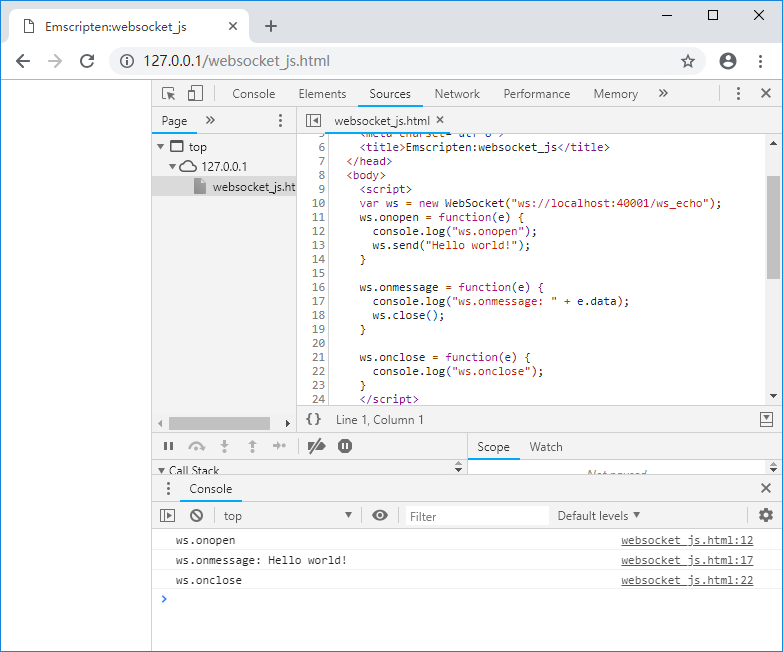 Emscripten:websocket_js
127.0.0.1/websocket_js.html
Console Elements Sources Network Performance Memory
Page
websocket_js.html
top
127.0.0.1
websocket_js.ht
5 <meta charset="utf-8">
6 <title>Emscripten:websocket_js</title>
7 </head>
8 <body>
9 <script>
10 var ws = new WebSocket("ws://localhost:40001/ws_echo");
11 ws.onopen = function(e) {
12 console.log("ws.onopen");
13 ws.send("Hello world!");
14 }
15
16 ws.onmessage = function(e) {
17 console.log("ws.onmessage: " + e.data);
18 ws.close();
19 }
20
21 ws.onclose = function(e) {
22 console.log("ws.onclose");
23 }
24 </script>
{} Line 1, Column 1
Scope Watch
Call Stack
Not paused
Console
top Filter Default levels
ws.onopen websocket_js.html:12
ws.onmessage: Hello world! websocket_js.html:17
ws.onclose websocket_js.html:22